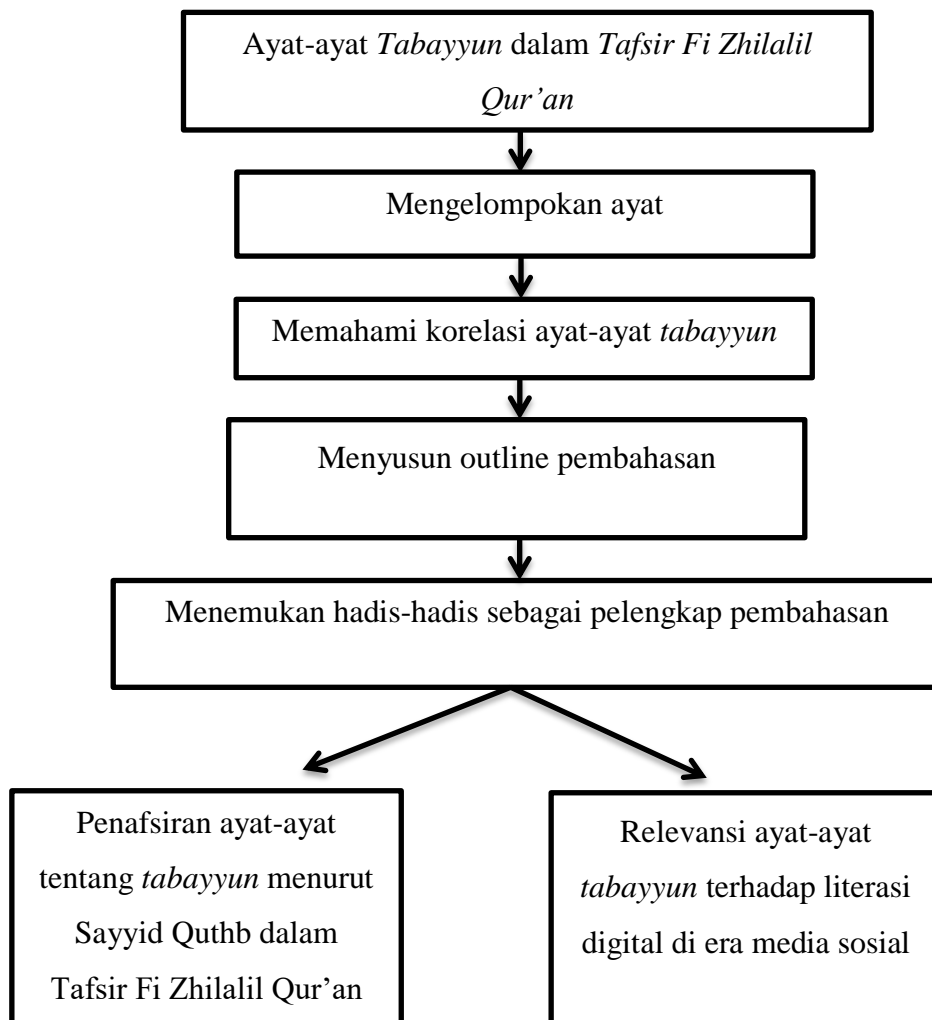 Ayat-ayat Tabayyun dalam Tafsir Fi Zhilalil
Qur’an
Mengelompokan ayat
Memahami korelasi ayat-ayat tabayyun
Menyusun outline pembahasan
Menemukan hadis-hadis sebagai pelengkap pembahasan
Penafsiran ayat-ayat
tentang tabayyun menurut
Sayyid Quthb dalam
Tafsir Fi Zhilalil Qur’an
Relevansi ayat-ayat
tabayyun terhadap literasi
digital di era media sosial